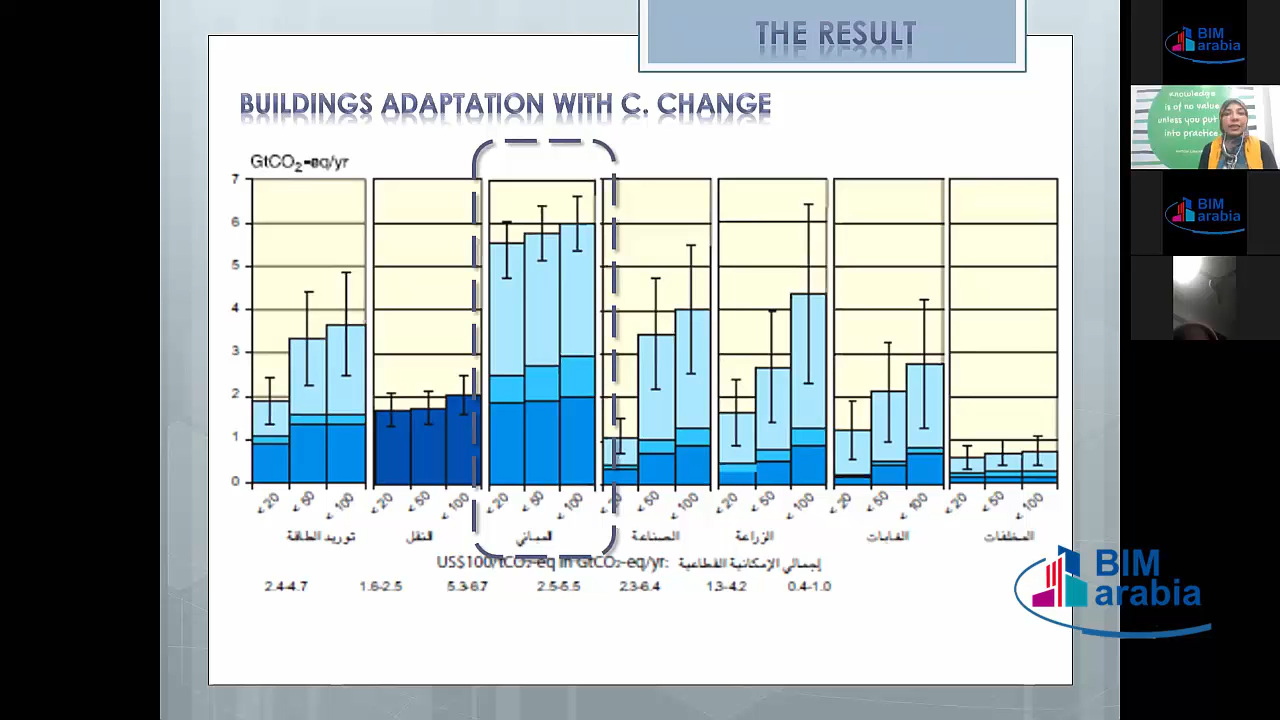 THE RESULT
BUILDINGS ADAPTATION WITH C. CHANGE
GtCO2-eq/yr
7
6
5
4
3
2
1
0
< 20 < 50 < 100 < 20 < 50 < 100 < 20 < 50 < 100 < 20 < 50 < 100 < 20 < 50 < 100 < 20 < 50 < 100 < 20 < 50 < 100
توريد الطاقة النقل المباني الصناعة الزراعة الغابات المخلفات
US$100/tCO2-eq in GtCO2-eq/yr: إجمالي الإمكانية القطاعية
2.4-4.7 1.6-2.5 5.3-6.7 2.5-5.5 2.3-6.4 1.3-4.2 0.4-1.0
BIM
arabia
BIM
arabia
knowledge
is of no value
unless you put
into practice
BIM
arabia